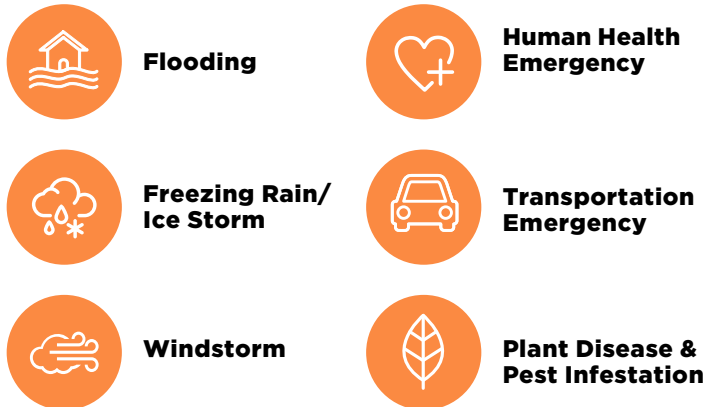 Flooding
Human Health
Emergency
Freezing Rain/
Ice Storm
Transportation
Emergency
Windstorm
Plant Disease &
Pest Infestation